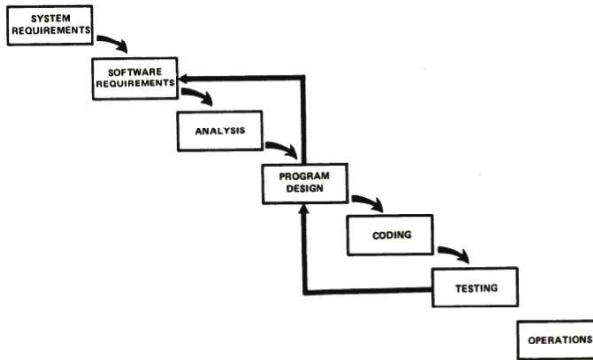 SYSTEM
REQUIREMENTS
SOFTWARE
REQUIREMENTS
ANALYSIS
PROGRAM
DESIGN
CODING
TESTING
OPERATIONS